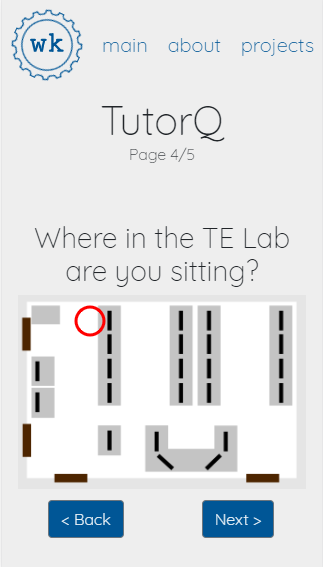 wk
main about projects
TutorQ
Page 4/5
Where in the TE Lab
are you sitting?
< Back
Next >